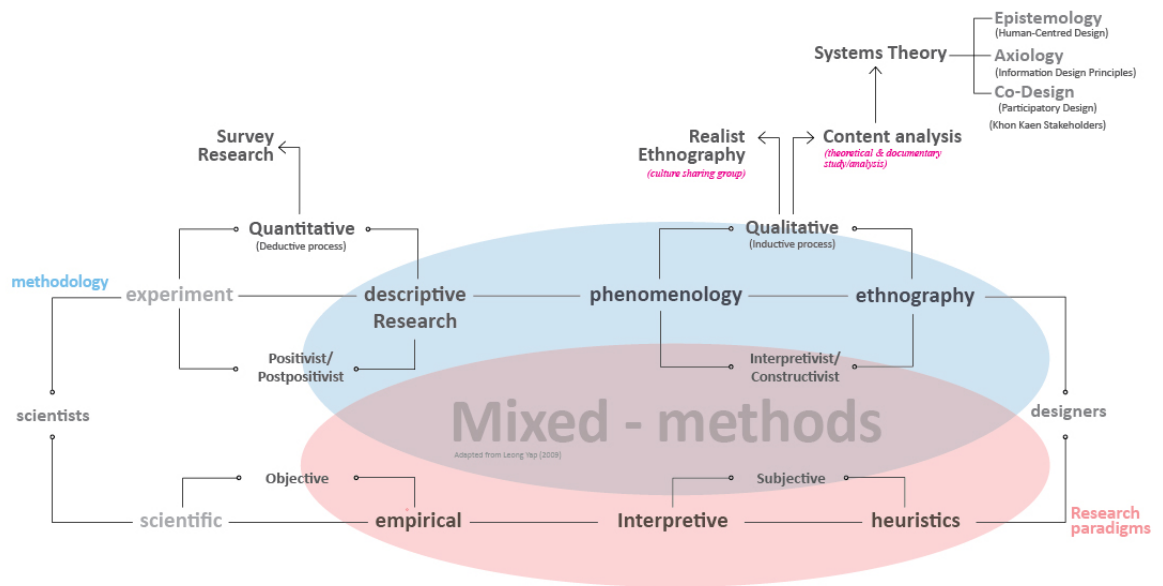 Epistemology
(Human-Centred Design)
Systems Theory
Axiology
(Information Design Principles)
Co-Design
(Participatory Design)
(Khon Kaen Stakeholders)
Survey
Research
Realist
Ethnography
(culture sharing group)
Content analysis
(theoretical & documentary
study/analysis)
Quantitative
(Deductive process)
Qualitative
(Inductive process)
methodology
experiment
descriptive
Research
phenomenology
ethnography
Positivist/
Postpositivist
Interpretivist/
Constructivist
scientists
Mixed - methods
designers
Adapted from Leong Yap (2009)
Objective
Subjective
scientific
empirical
Interpretive
heuristics
Research
paradigms